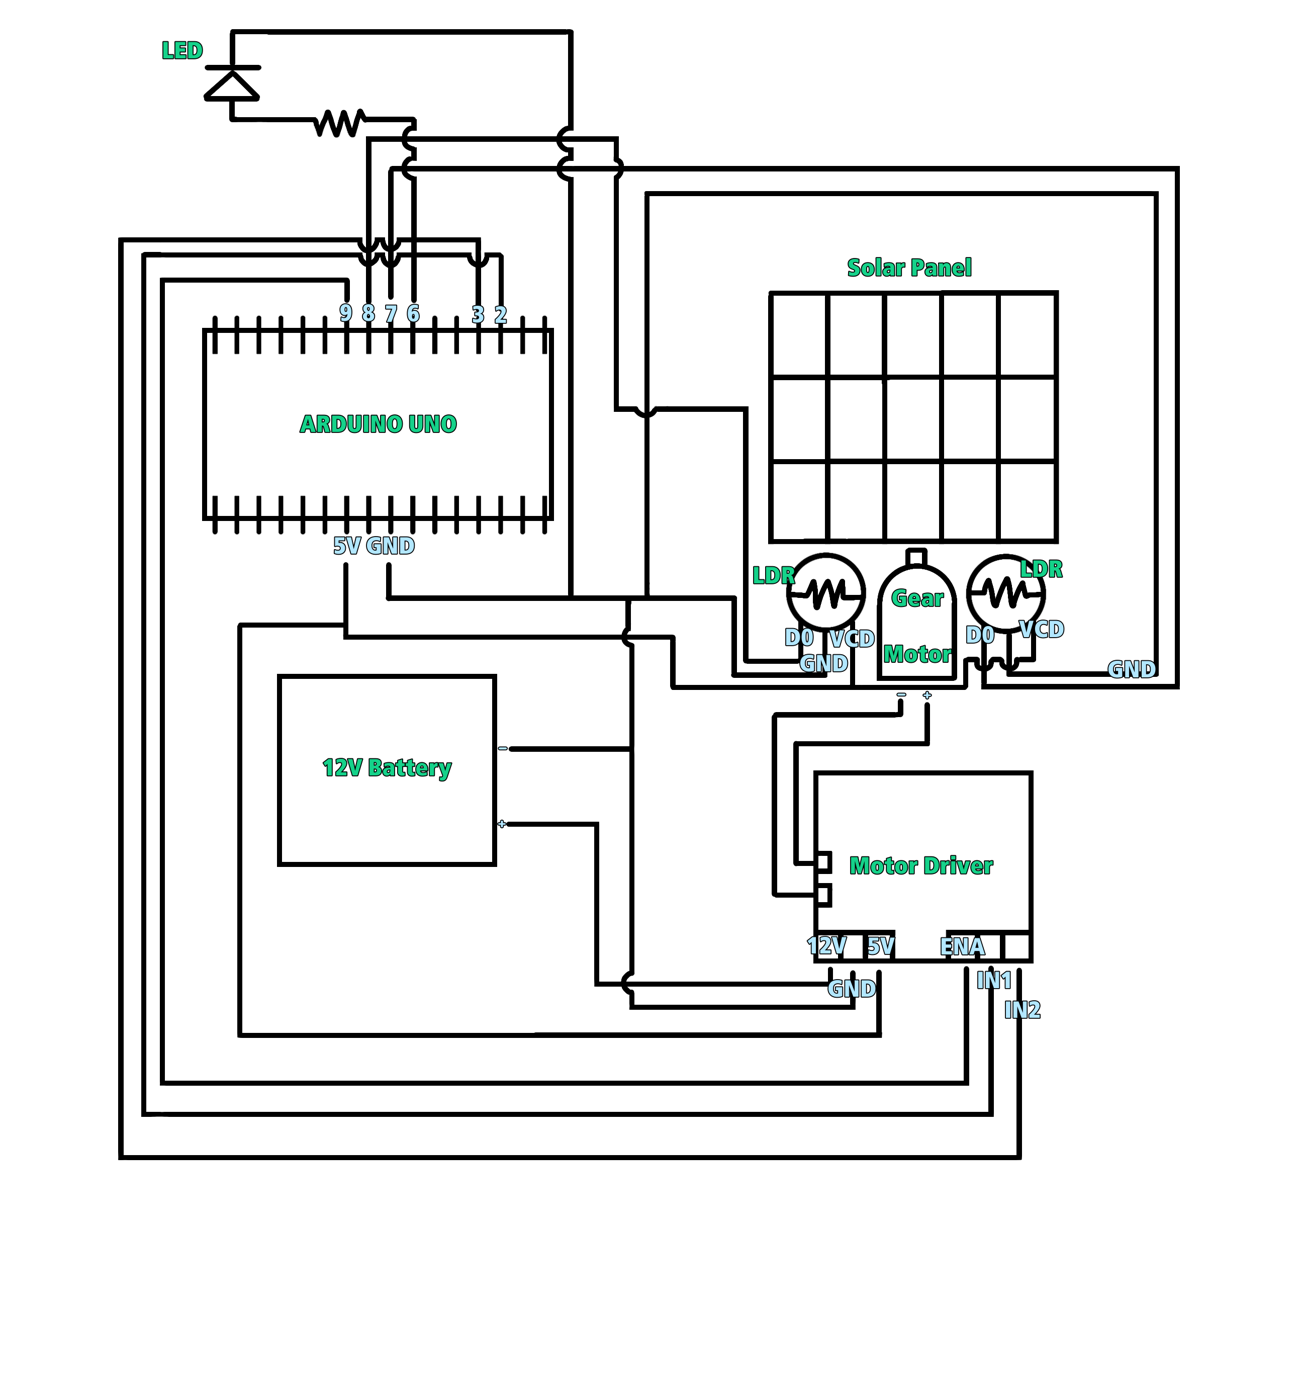 LED
Solar Panel
9 8 7 6 3 2
ARDUINO UNO
5V GND
LDR
LDR
Gear
Motor
D0 VCD
GND
D0 VCD
GND
- +
-
12V Battery
+
Motor Driver
12V 5V ENA
GND
IN1
IN2